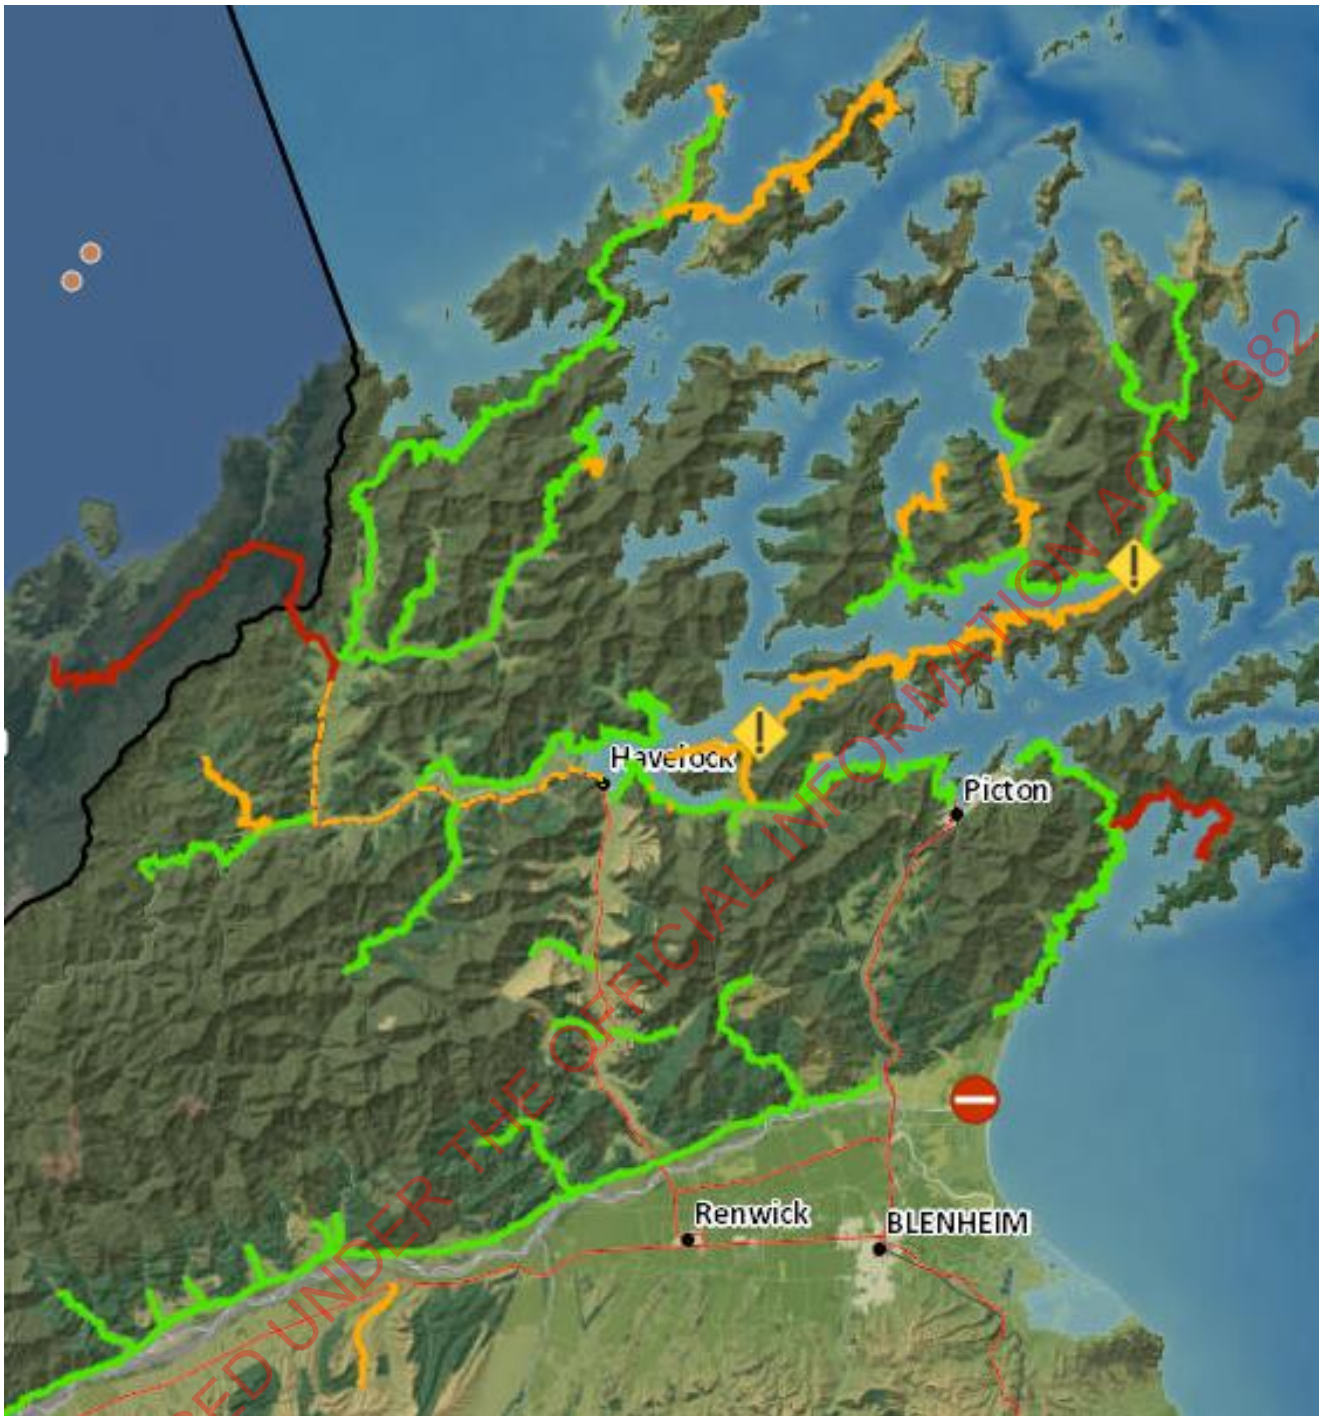 Havelock
Picton
Renwick
BLENHEIM
ED UNDER THE OFFICIAL INFORMATION ACT 1982